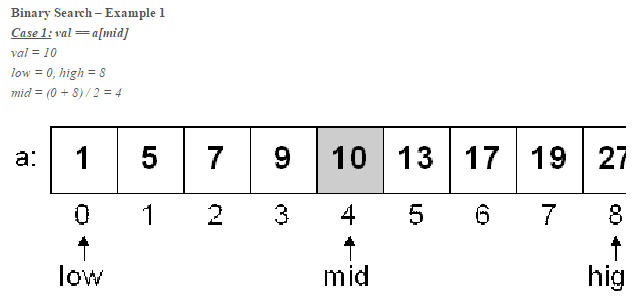 Binary Search – Example 1
Case 1: val == a[mid]
val = 10
low = 0, high = 8
mid = (0 + 8) / 2 = 4
a: 1 5 7 9 10 13 17 19 27
0 1 2 3 4 5 6 7 8
low mid hig